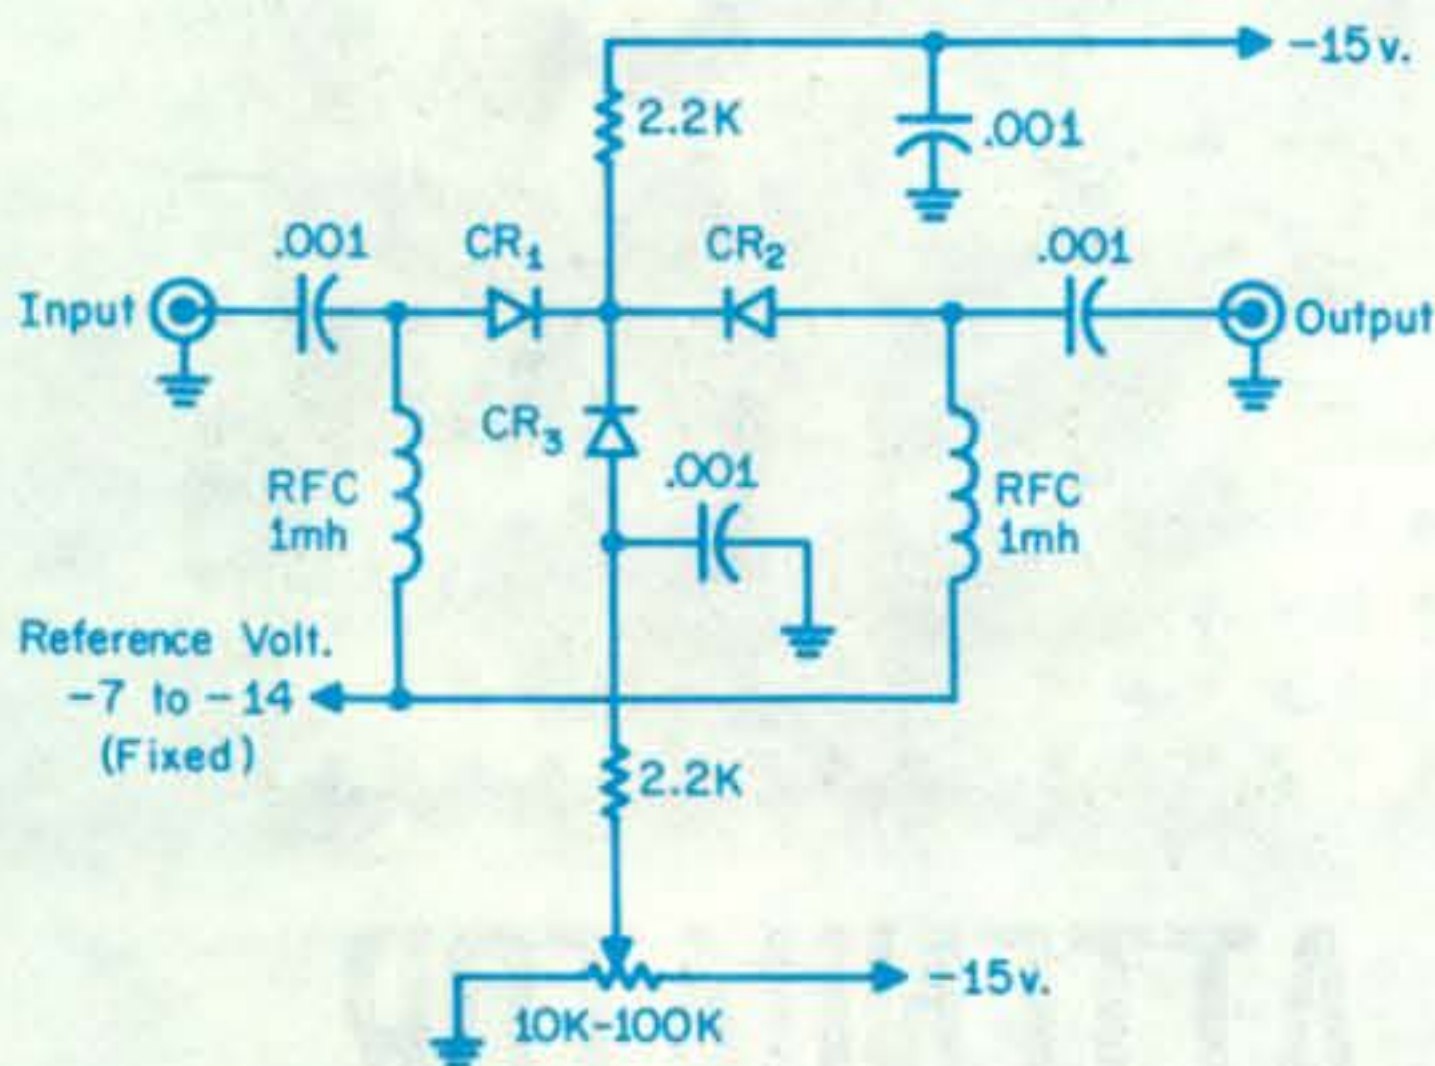 -15v.
2.2K
.001
.001
CR₁
CR₂
.001
Input
Output
CR₃
.001
RFC
1mh
RFC
1mh
Reference Volt.
-7 to -14
(Fixed)
2.2K
-15v.
10K-100K